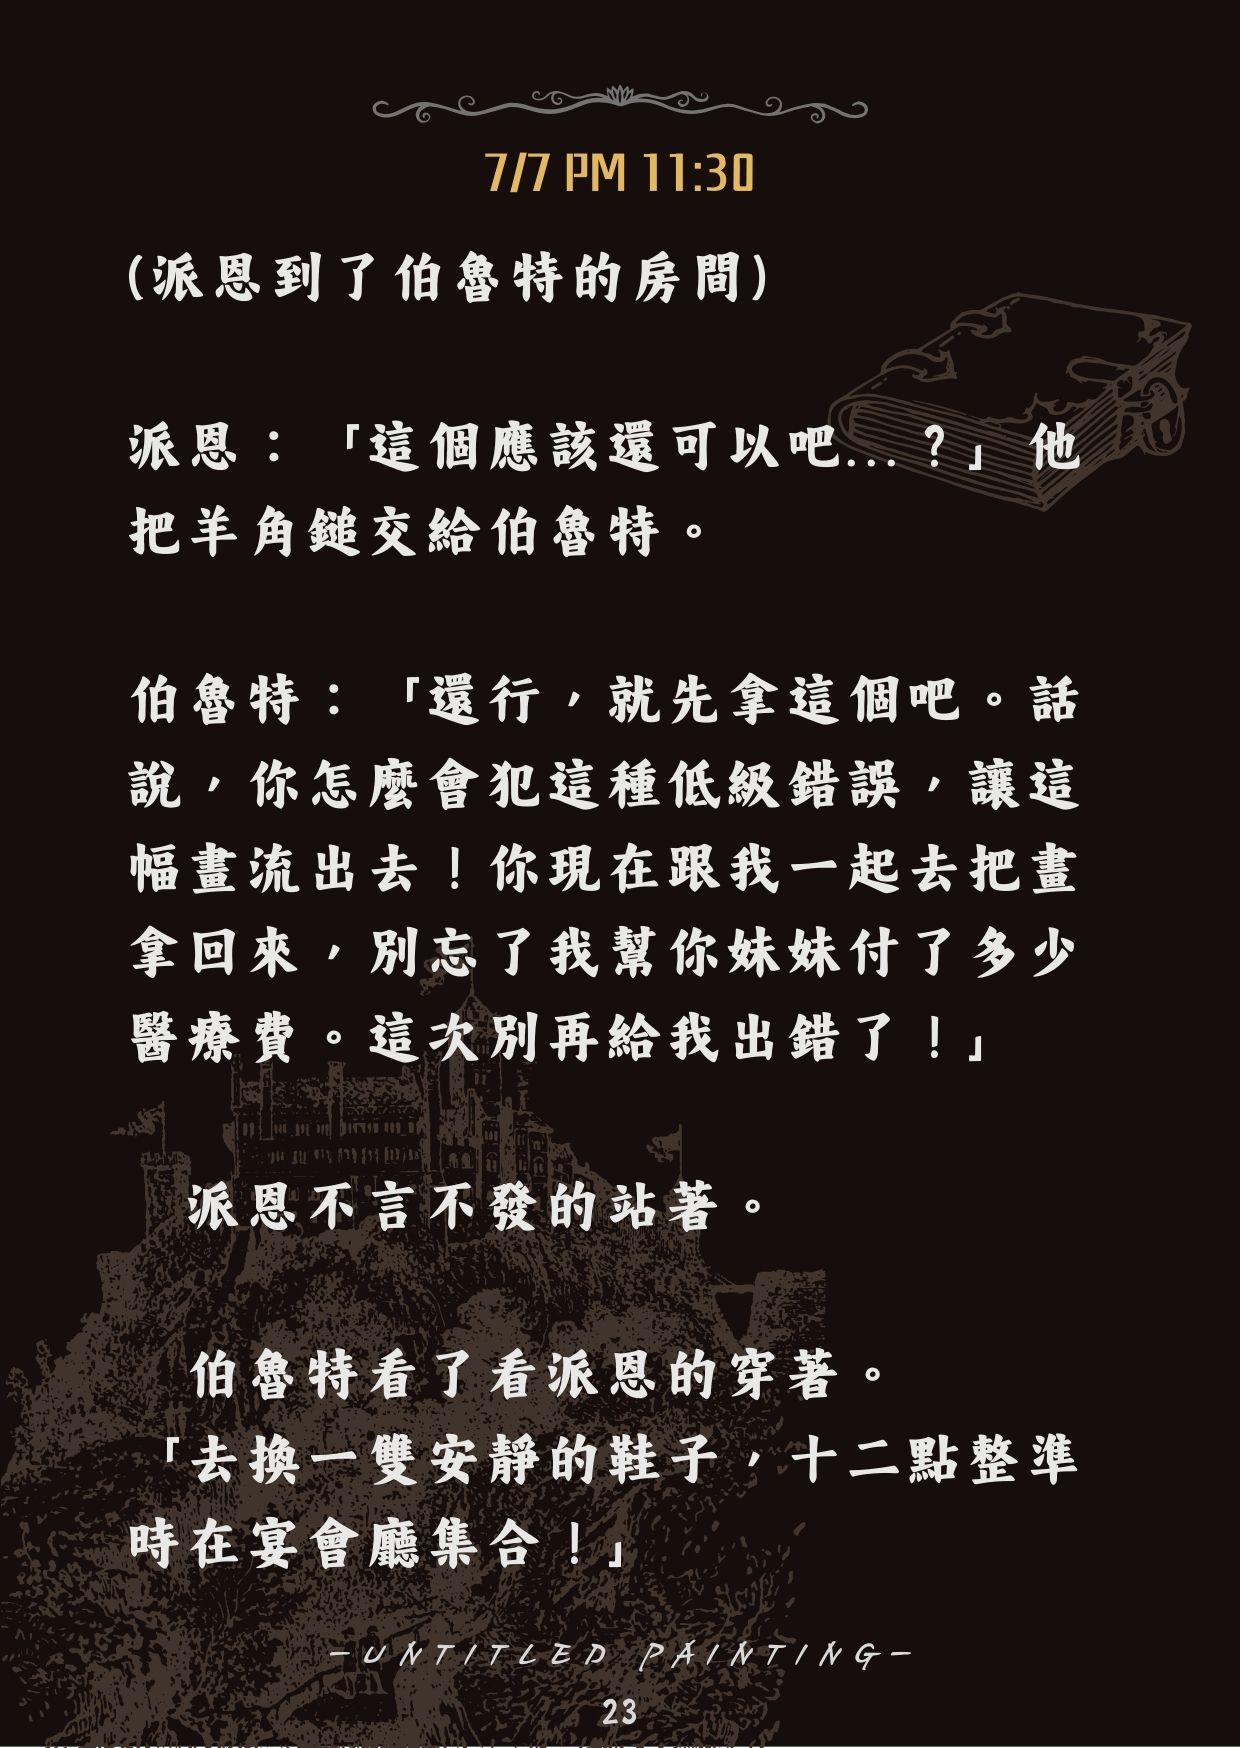 7/7 PM 11:30
(派恩到了伯魯特的房間)
派恩：「這個應該還可以吧...？」他
把羊角鎚交給伯魯特。
伯魯特：「還行，就先拿這個吧。話
說，你怎麼會犯這種低級錯誤，讓這
幅畫流出去！你現在跟我一起去把畫
拿回來，別忘了我幫你妹妹付了多少
醫療費。這次別再給我出錯了！」
派恩不言不發的站著。
伯魯特看了看派恩的穿著。
「去換一雙安靜的鞋子，十二點整準
時在宴會廳集合！」
-UNTITLED PAINTING-
23